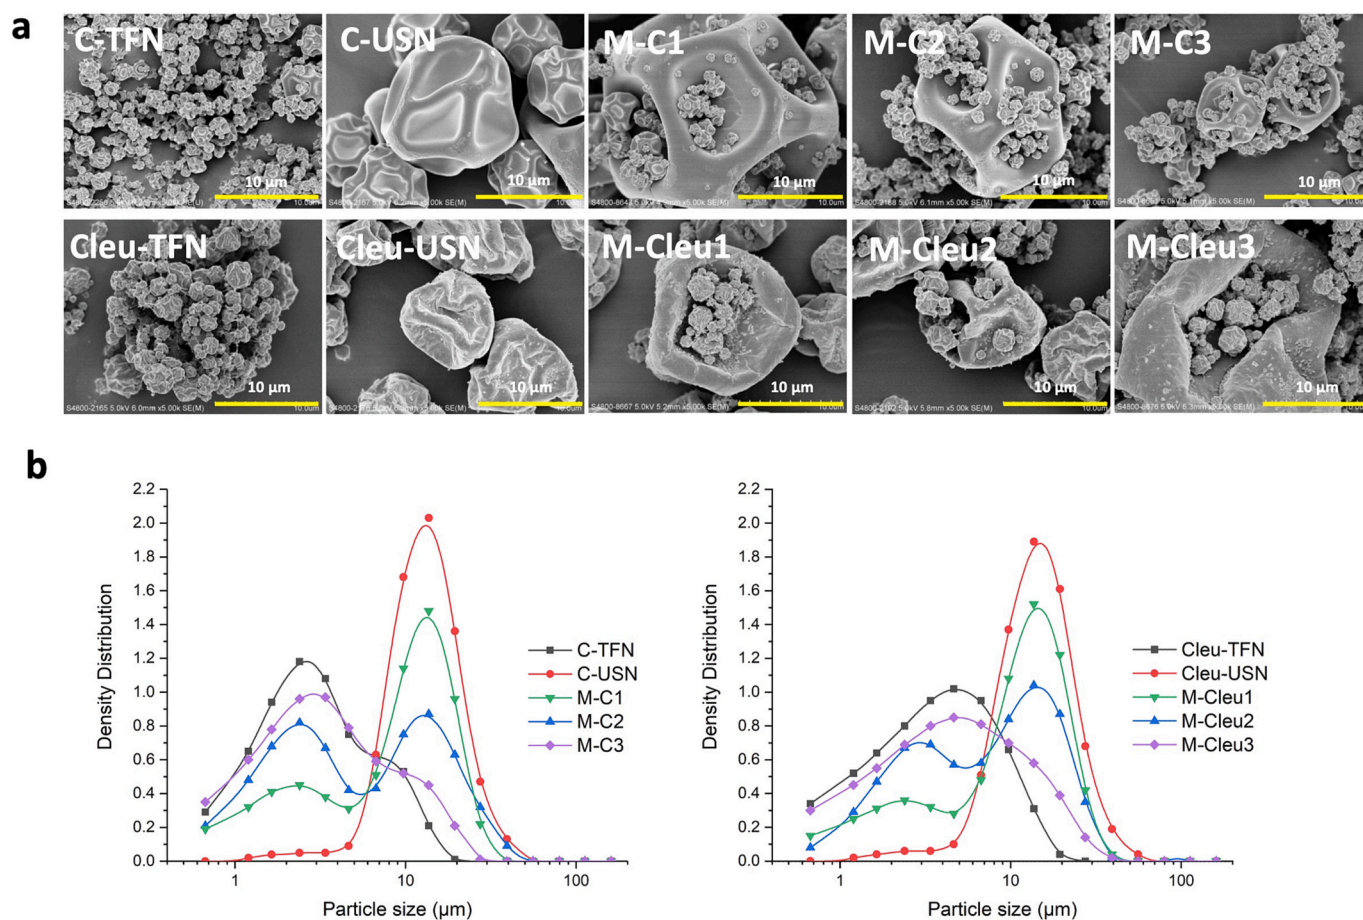 a
C-TFN
C-USN
M-C1
M-C2
M-C3
10 µm
10 µm
10 µm
10 µm
10 µm
Cleu-TFN
Cleu-USN
M-Cleu1
M-Cleu2
M-Cleu3
10 µm
10 µm
10 µm
10 µm
10 µm
b
2.2
2.0
1.8
1.6
1.4
1.2
1.0
0.8
0.6
0.4
0.2
0.0
Density Distribution
1 10 100
Particle size (µm)
C-TFN
C-USN
M-C1
M-C2
M-C3
2.2
2.0
1.8
1.6
1.4
1.2
1.0
0.8
0.6
0.4
0.2
0.0
Density Distribution
1 10 100
Particle size (µm)
Cleu-TFN
Cleu-USN
M-Cleu1
M-Cleu2
M-Cleu3